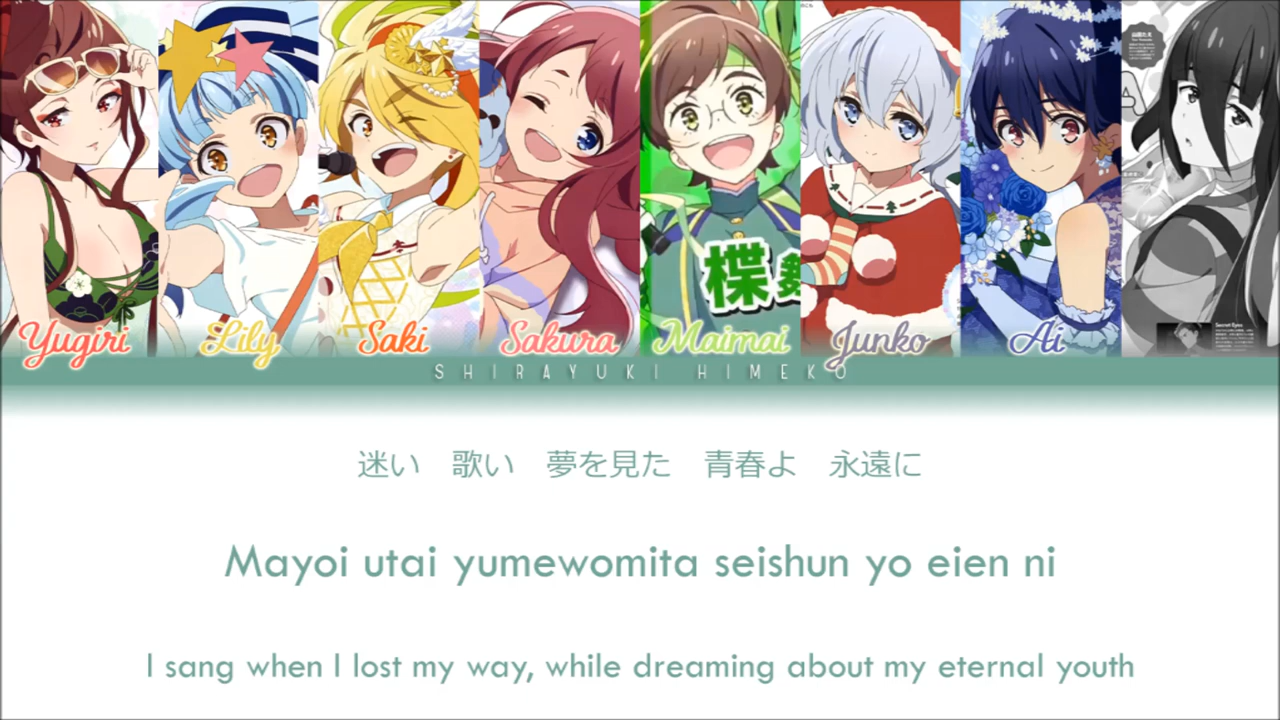 Yugiri Lily Saki Sakura Maimai Junko Ai
Secret Eyes
SHIRAYUKI HIMEKO
迷い 歌い 夢を見た 青春よ 永遠に
Mayoi utai yumewomita seishun yo eien ni
I sang when I lost my way, while dreaming about my eternal youth